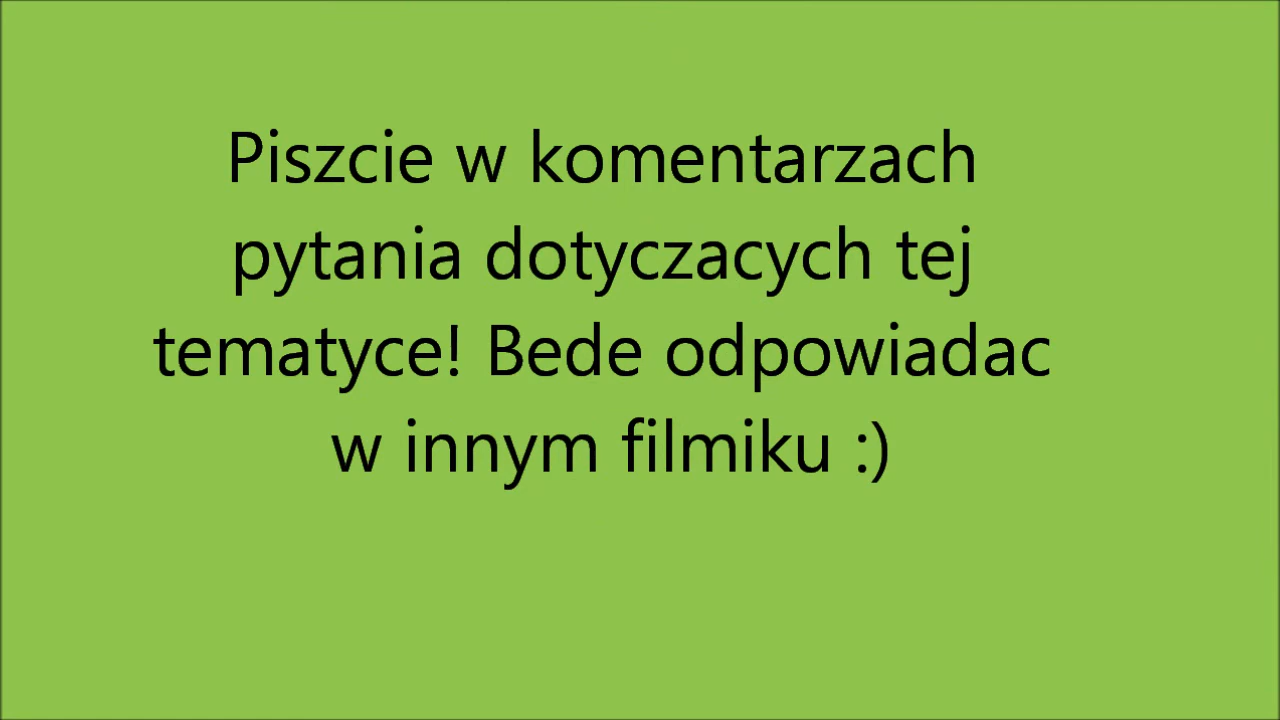 Piszcie w komentarzach
pytania dotyczacych tej
tematyce! Bede odpowiadac
w innym filmiku :)